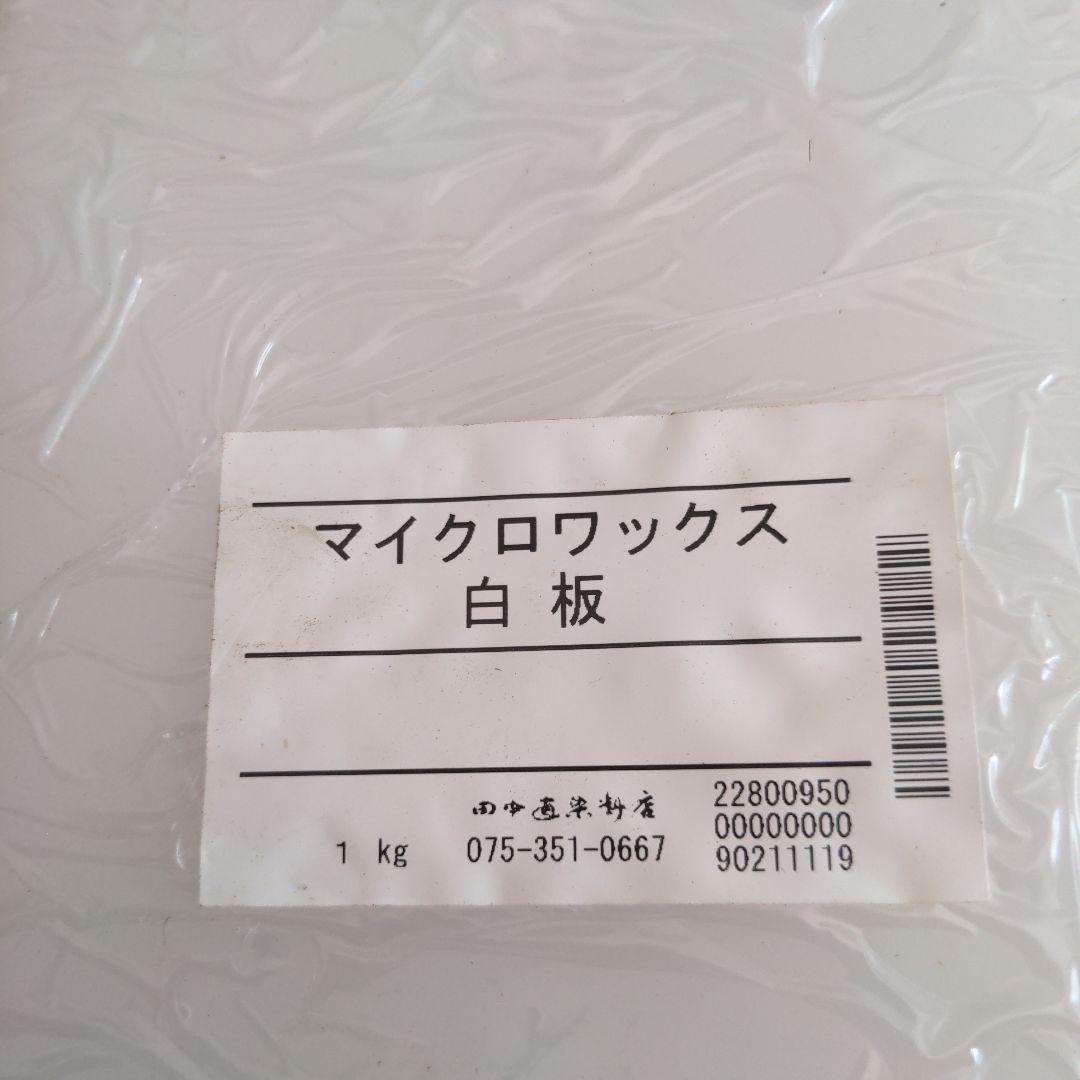 マイクロワックス
白 板
田中直染料店
1 kg 075-351-0667
22800950
00000000
90211119